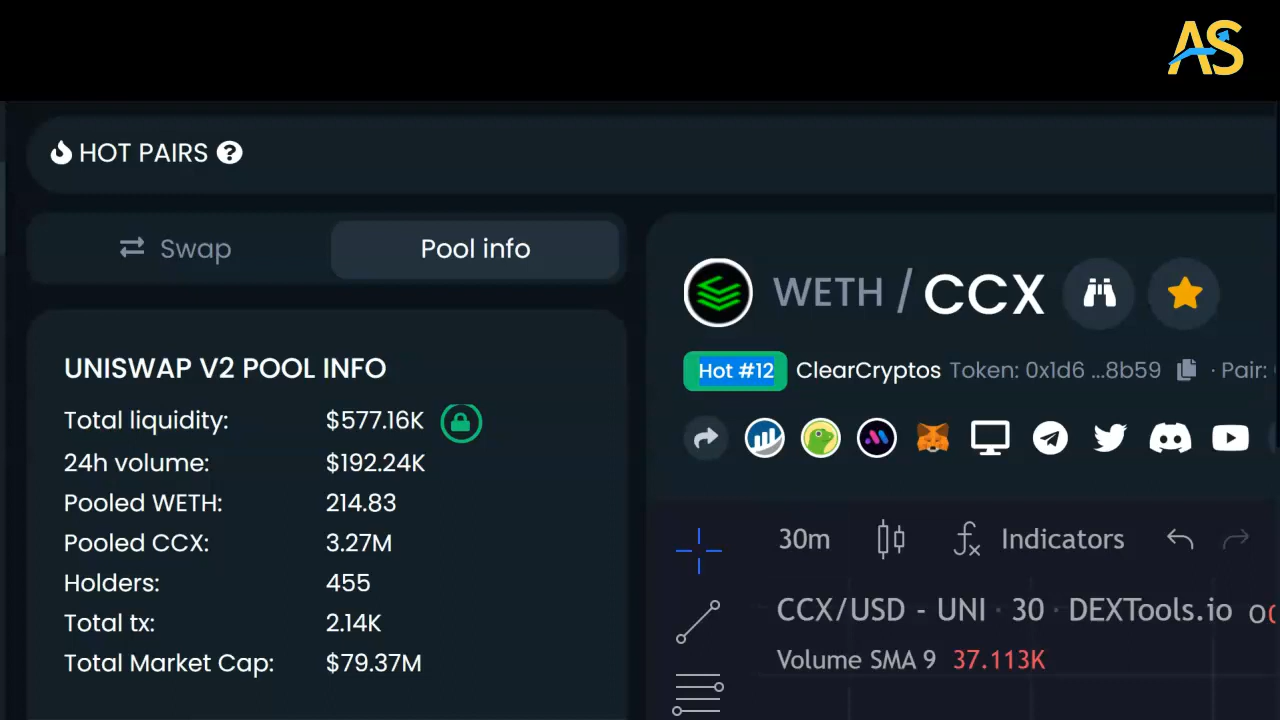 AS
HOT PAIRS ?
Swap
Pool info
UNISWAP V2 POOL INFO
Total liquidity: $577.16K
24h volume: $192.24K
Pooled WETH: 214.83
Pooled CCX: 3.27M
Holders: 455
Total tx: 2.14K
Total Market Cap: $79.37M
WETH / CCX
Hot #12 ClearCryptos Token: 0x1d6 ...8b59 · Pair:
30m fx Indicators
CCX/USD - UNI · 30 · DEXTools.io O
Volume SMA 9 37.113K